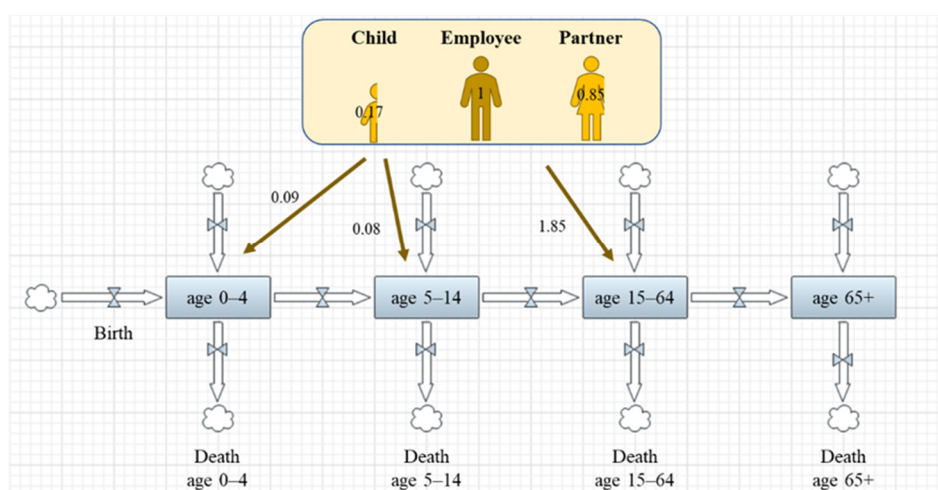 Child Employee Partner
0.17 1 0.85
0.09
0.08
1.85
age 0–4 age 5–14 age 15–64 age 65+
Birth
Death Death Death Death
age 0–4 age 5–14 age 15–64 age 65+